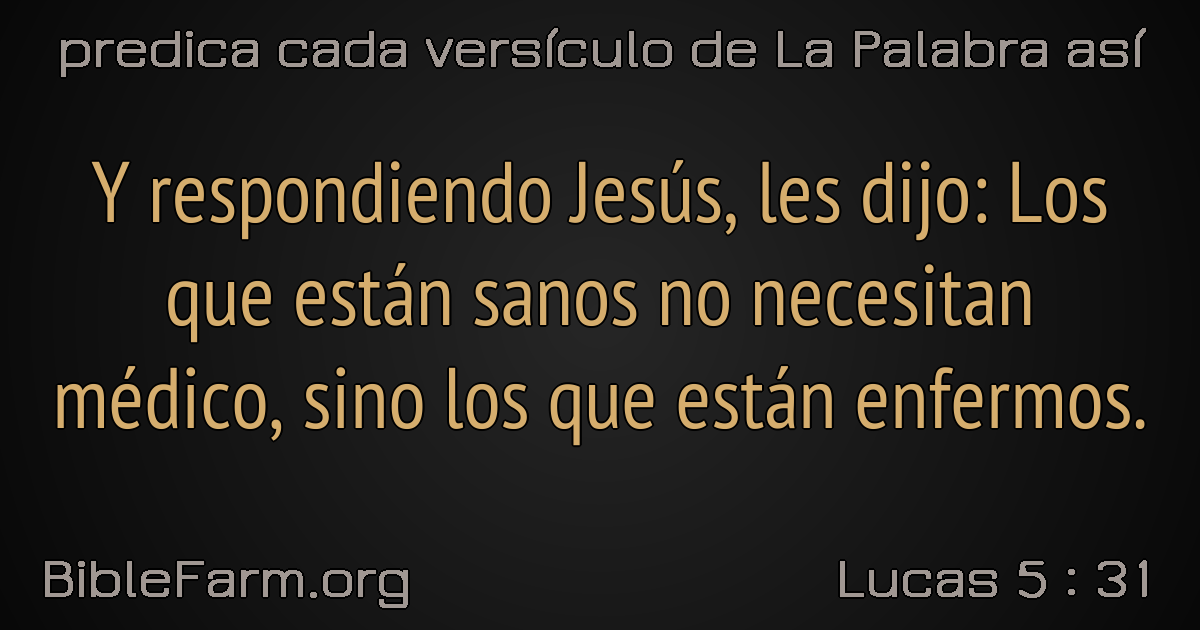 predica cada versículo de La Palabra así
Y respondiendo Jesús, les dijo: Los
que están sanos no necesitan
médico, sino los que están enfermos.
BibleFarm.org
Lucas 5 : 31